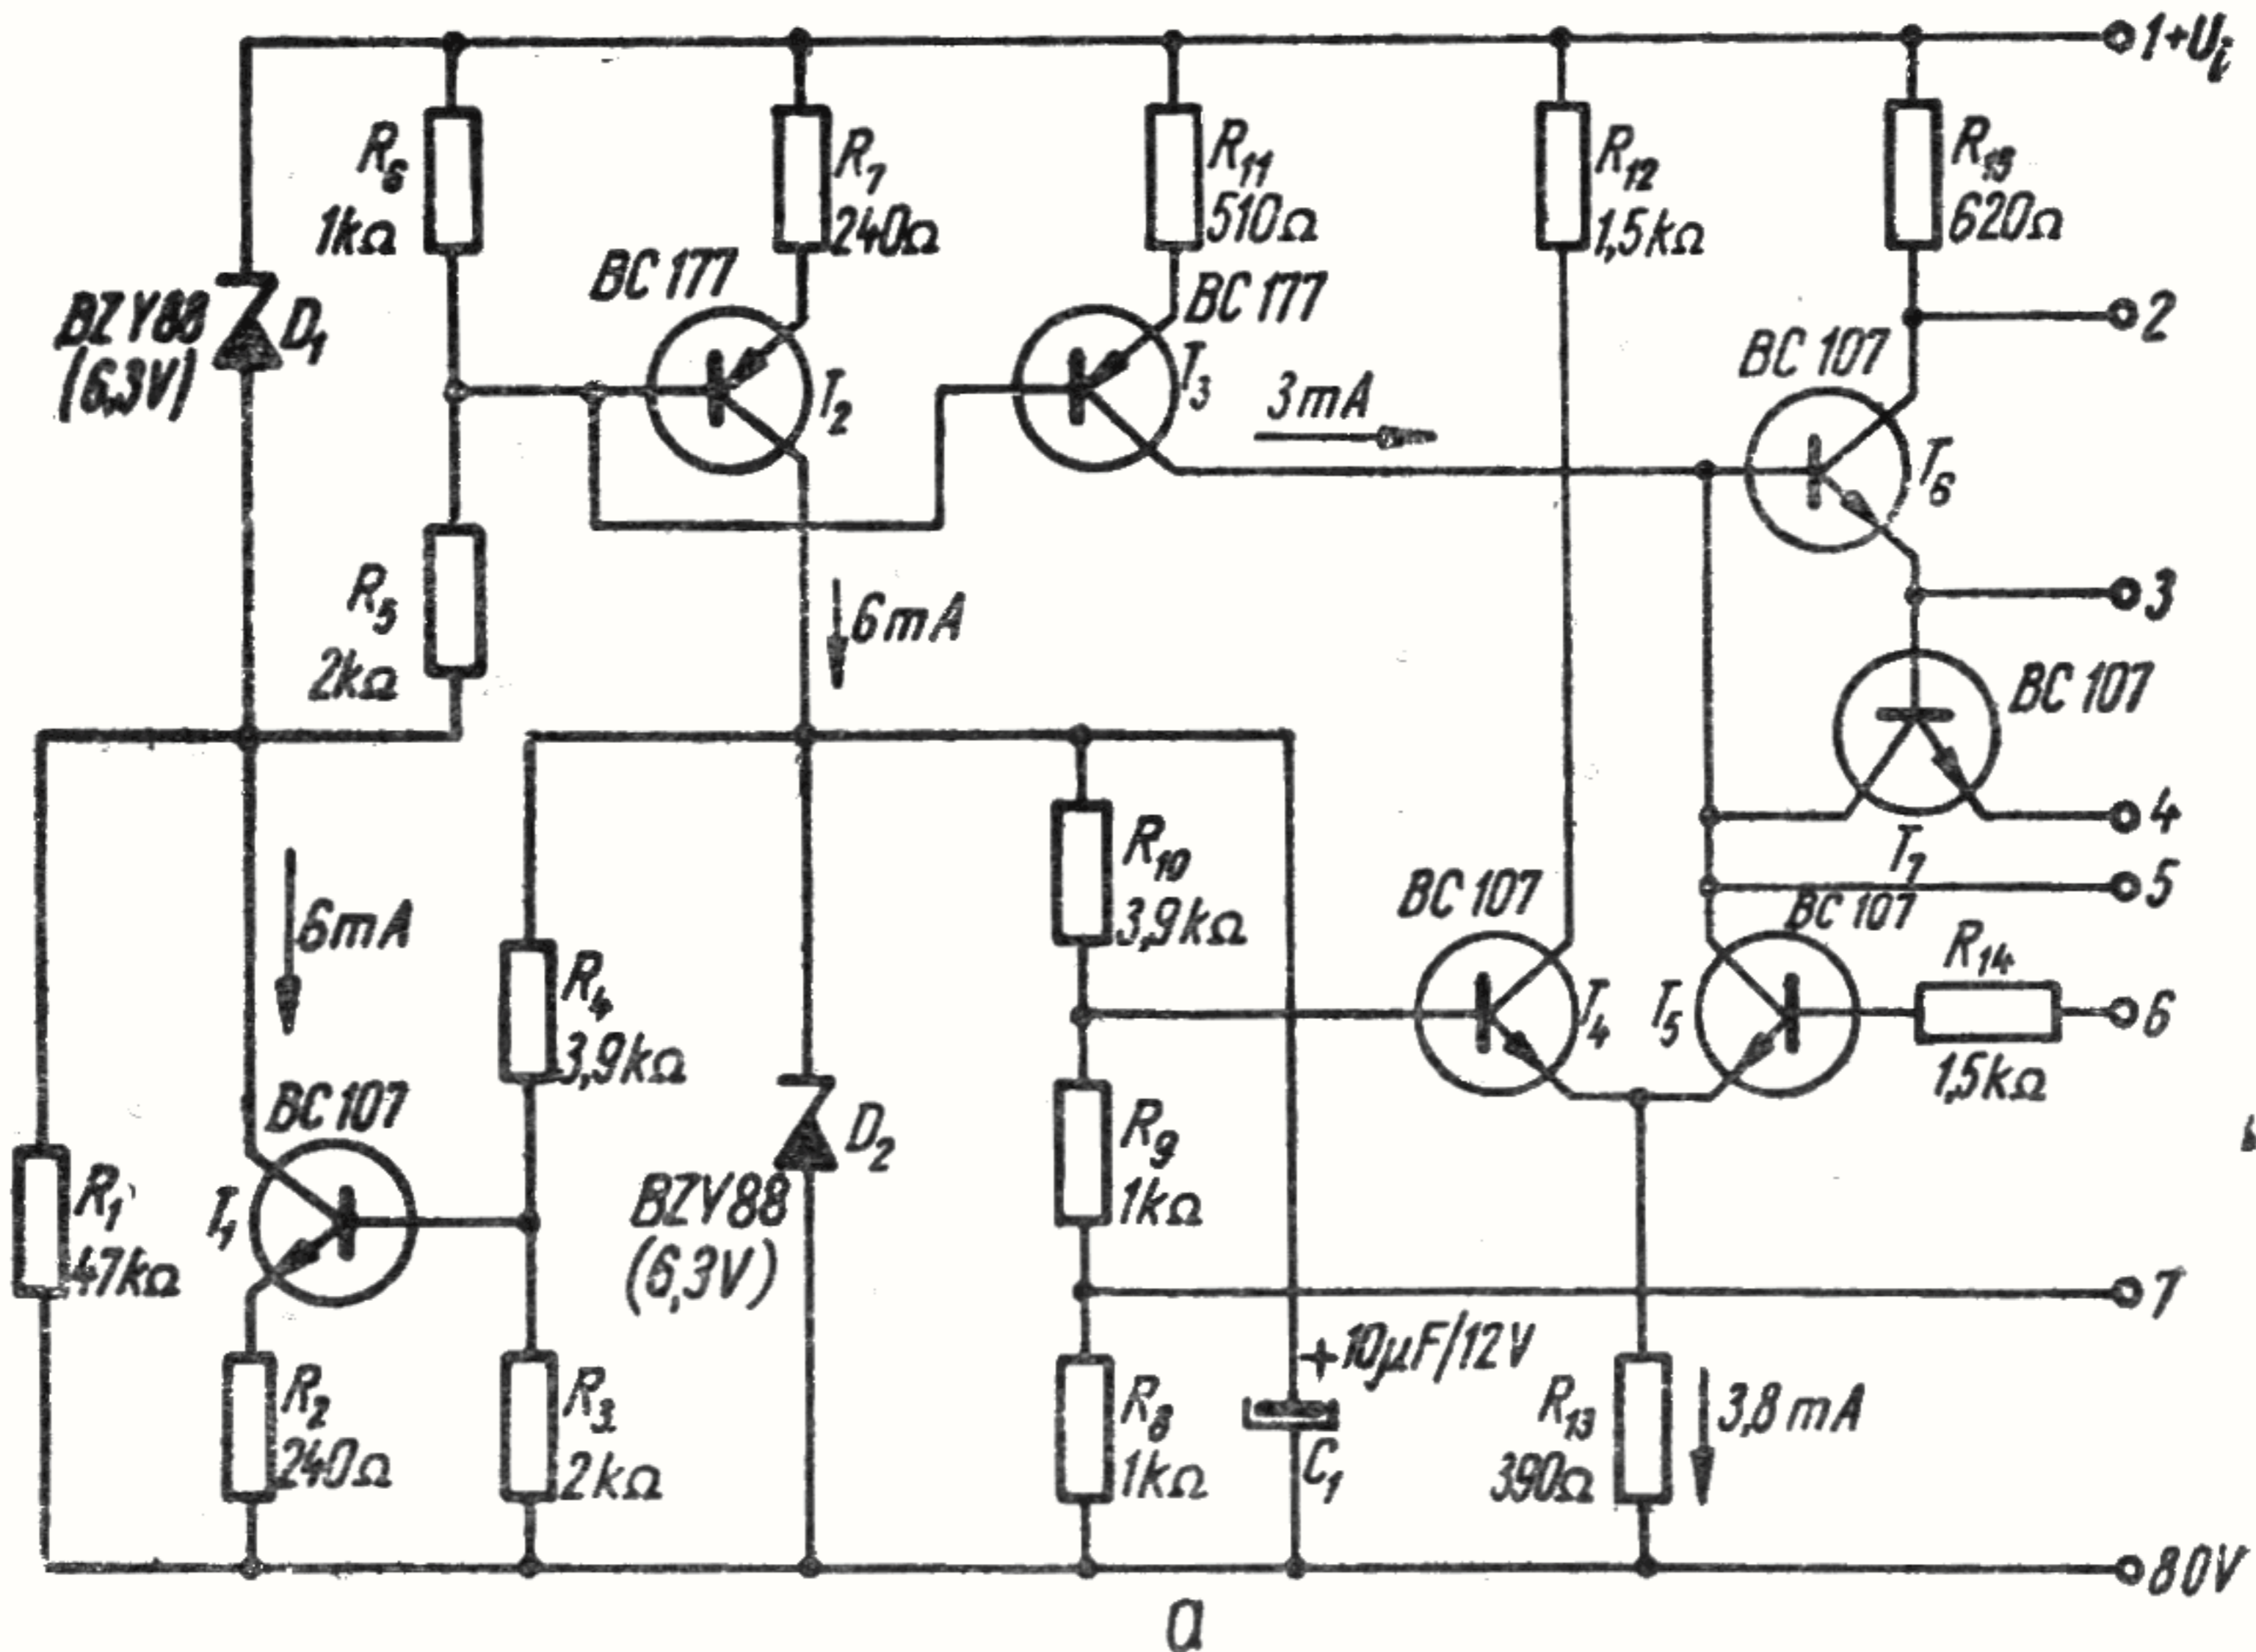 1+Ui
R6
1kΩ
R7
240Ω
R11
510Ω
R12
1,5kΩ
R15
620Ω
BZY88
(6,3V)
D1
BC 177
T2
BC 177
T3
3mA
2
BC 107
T6
R5
2kΩ
6mA
3
BC 107
T7
4
5
6mA
R4
3,9kΩ
R10
3,9kΩ
BC 107
T4
BC 107
T5
R14
1,5kΩ
6
BC 107
T1
R1
47kΩ
D2
BZY88
(6,3V)
R9
1kΩ
7
R2
240Ω
R3
2kΩ
R8
1kΩ
+10μF/12V
C1
R13
390Ω
3,8mA
80V
a